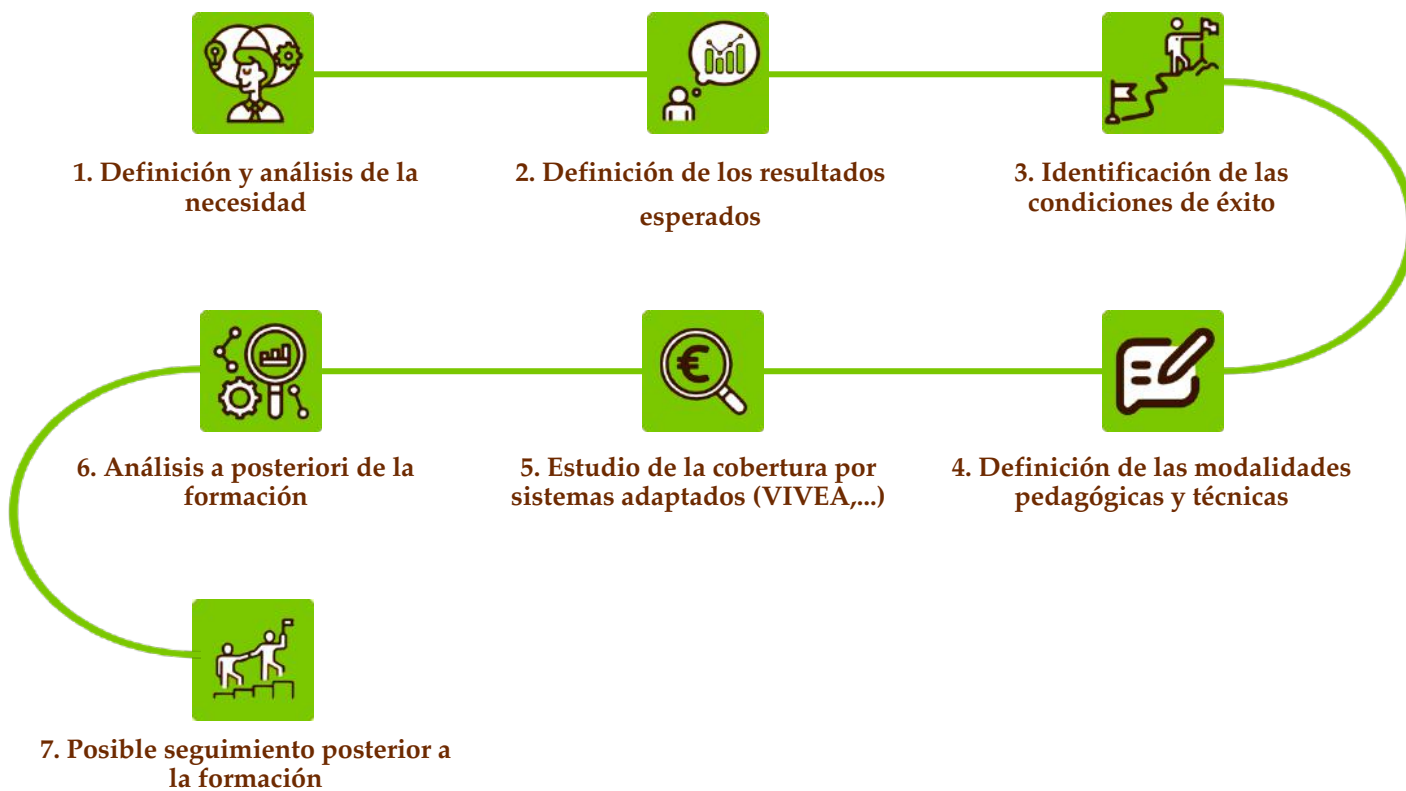 1. Definición y análisis de la
necesidad
2. Definición de los resultados
esperados
3. Identificación de las
condiciones de éxito
4. Definición de las modalidades
pedagógicas y técnicas
€
5. Estudio de la cobertura por
sistemas adaptados (VIVEA,...)
6. Análisis a posteriori de la
formación
7. Posible seguimiento posterior a
la formación